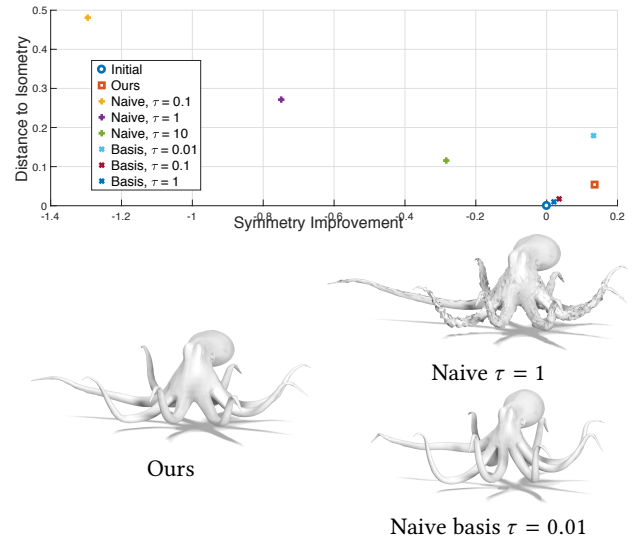 Distance to Isometry
0.5
0.4
0.3
0.2
0.1
0
Initial
Ours
Naive, τ = 0.1
Naive, τ = 1
Naive, τ = 10
Basis, τ = 0.01
Basis, τ = 0.1
Basis, τ = 1
-1.4 -1.2 -1 -0.8 -0.6 -0.4 -0.2 0 0.2
Symmetry Improvement
Naive τ = 1
Ours
Naive basis τ = 0.01